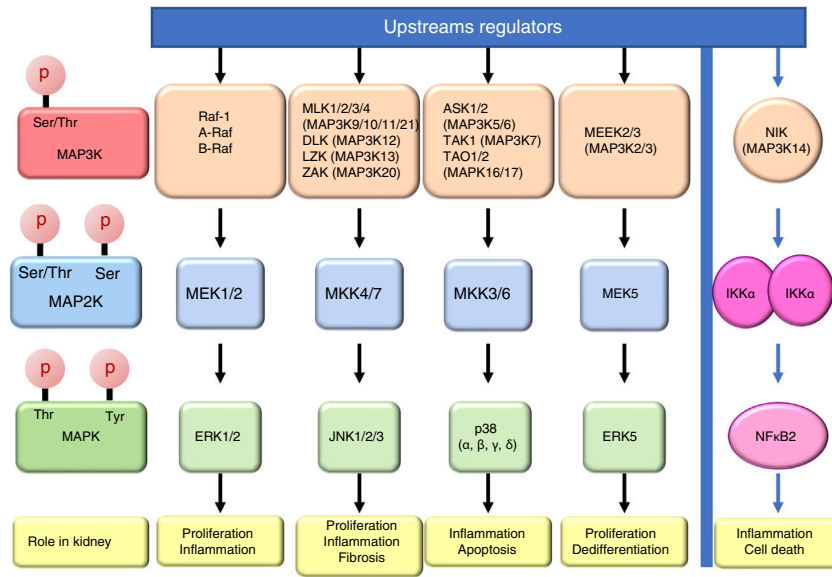 Upstreams regulators
p
Ser/Thr
MAP3K
Raf-1
A-Raf
B-Raf
MLK1/2/3/4
(MAP3K9/10/11/21)
DLK (MAP3K12)
LZK (MAP3K13)
ZAK (MAP3K20)
ASK1/2
(MAP3K5/6)
TAK1 (MAP3K7)
TAO1/2
(MAPK16/17)
MEEK2/3
(MAP3K2/3)
NIK
(MAP3K14)
p
p
Ser/Thr
Ser
MAP2K
MEK1/2
MKK4/7
MKK3/6
MEK5
IKKα
IKKα
p
p
Thr
Tyr
MAPK
ERK1/2
JNK1/2/3
p38
(α, β, γ, δ)
ERK5
NFκB2
Role in kidney
Proliferation
Inflammation
Proliferation
Inflammation
Fibrosis
Inflammation
Apoptosis
Proliferation
Dedifferentiation
Inflammation
Cell death